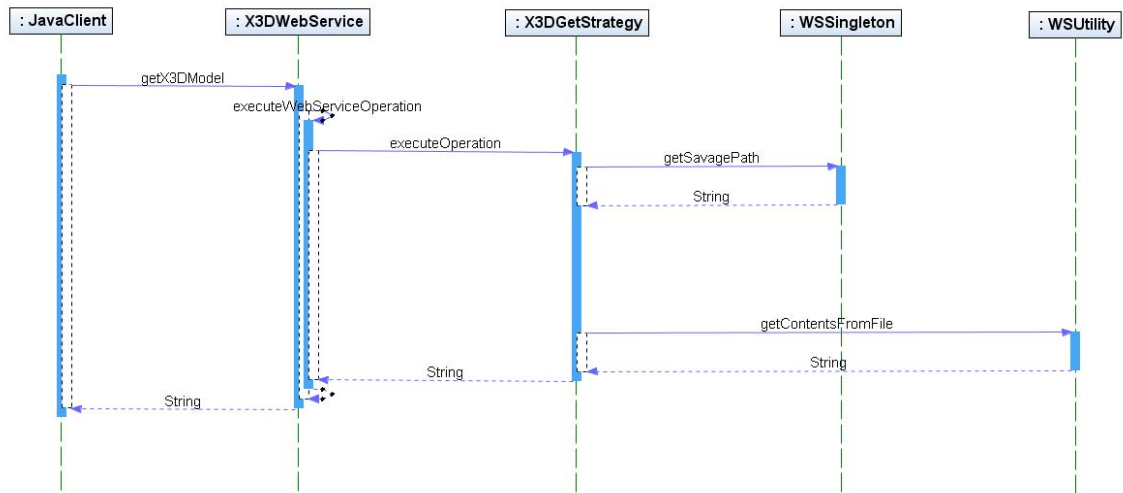 : JavaClient
: X3DWebService
: X3DGetStrategy
: WSSingleton
: WSUtility
getX3DModel
executeWebServiceOperation
executeOperation
getSavagePath
String
getContentsFromFile
String
String
String